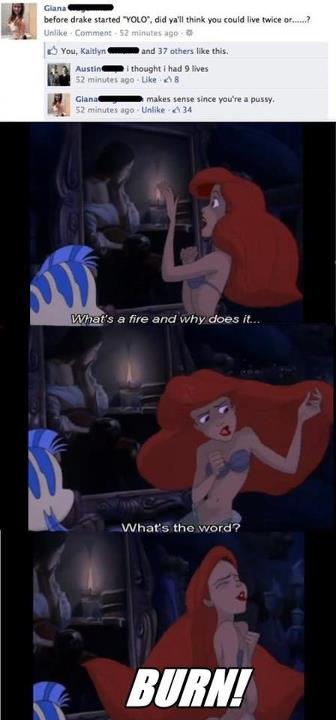 Giana
before drake started "YOLO", did ya'll think you could live twice or......?
Unlike · Comment · 52 minutes ago ·
You, Kaitlyn and 37 others like this.
Austin i thought i had 9 lives
52 minutes ago · Like · 8
Giana makes sense since you're a pussy.
52 minutes ago · Unlike · 34
What's a fire and why does it...
What's the word?
BURN!